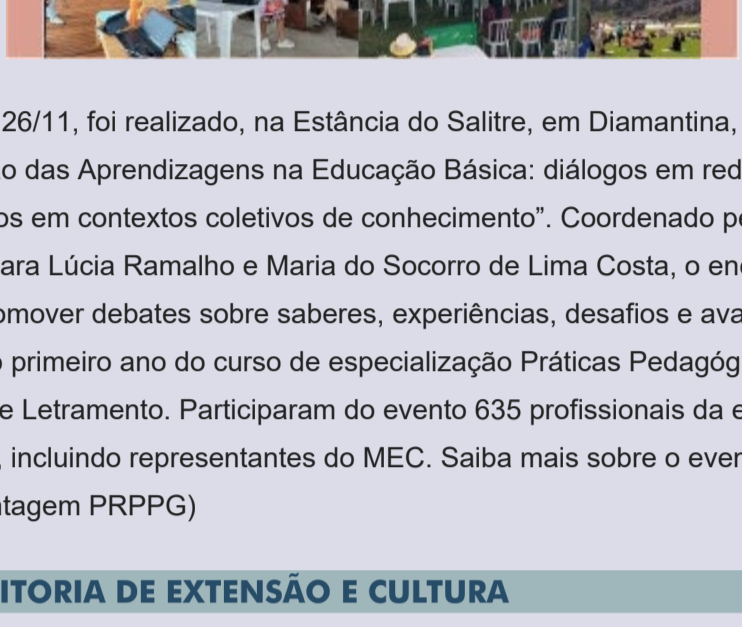 26/11, foi realizado, na Estância do Salitre, em Diamantina,
o das Aprendizagens na Educação Básica: diálogos em red
os em contextos coletivos de conhecimento”. Coordenado pe
ara Lúcia Ramalho e Maria do Socorro de Lima Costa, o en
omover debates sobre saberes, experiências, desafios e ava
o primeiro ano do curso de especialização Práticas Pedagóg
e Letramento. Participaram do evento 635 profissionais da e
, incluindo representantes do MEC. Saiba mais sobre o even
ntagem PRPPG)
ITORIA DE EXTENSÃO E CULTURA